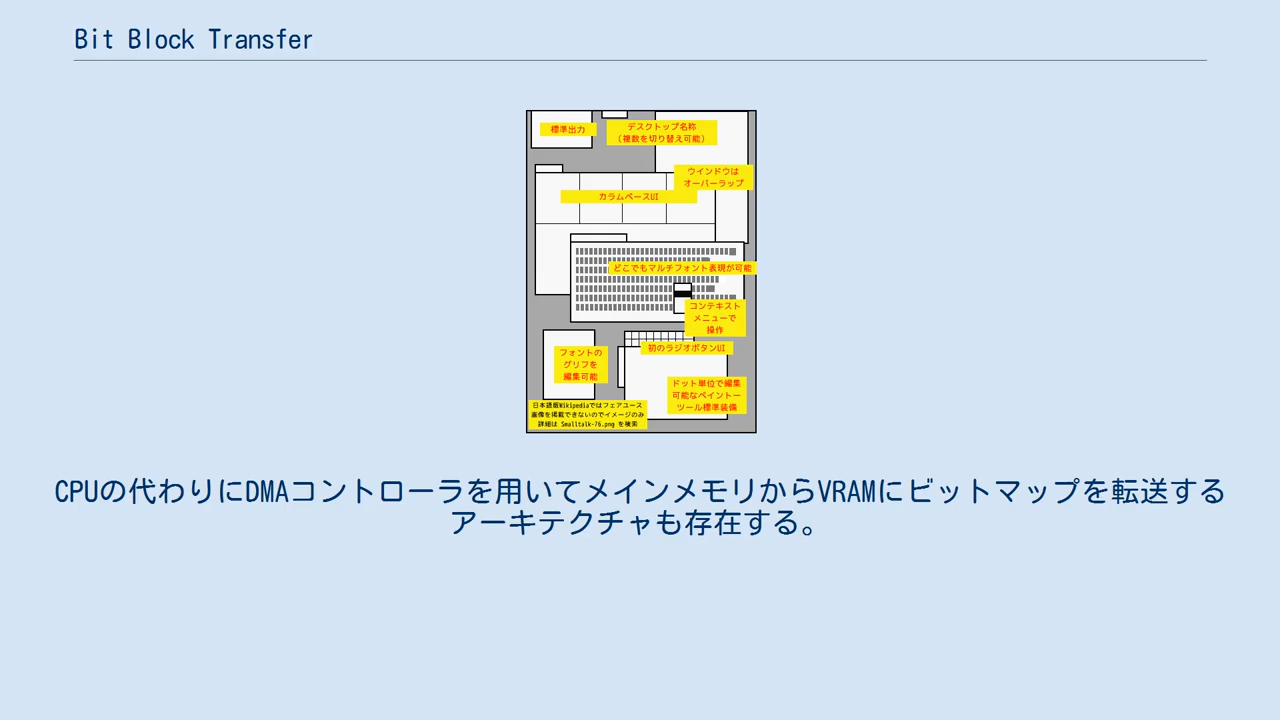 Bit Block Transfer
標準出力
デスクトップ名称
(複数を切り替え可能)
ウインドウは
オーバーラップ
カラムベースUI
どこでもマルチフォント表現が可能
コンテキスト
メニューで
操作
初のラジオボタンUI
フォントの
グリフを
編集可能
ドット単位で編集
可能なペイントー
ツール標準装備
日本語版Wikipediaではフェアユース
画像を掲載できないのでイメージのみ
詳細は Smalltalk-76.png を検索
CPUの代わりにDMAコントローラを用いてメインメモリからVRAMにビットマップを転送する
アーキテクチャも存在する。